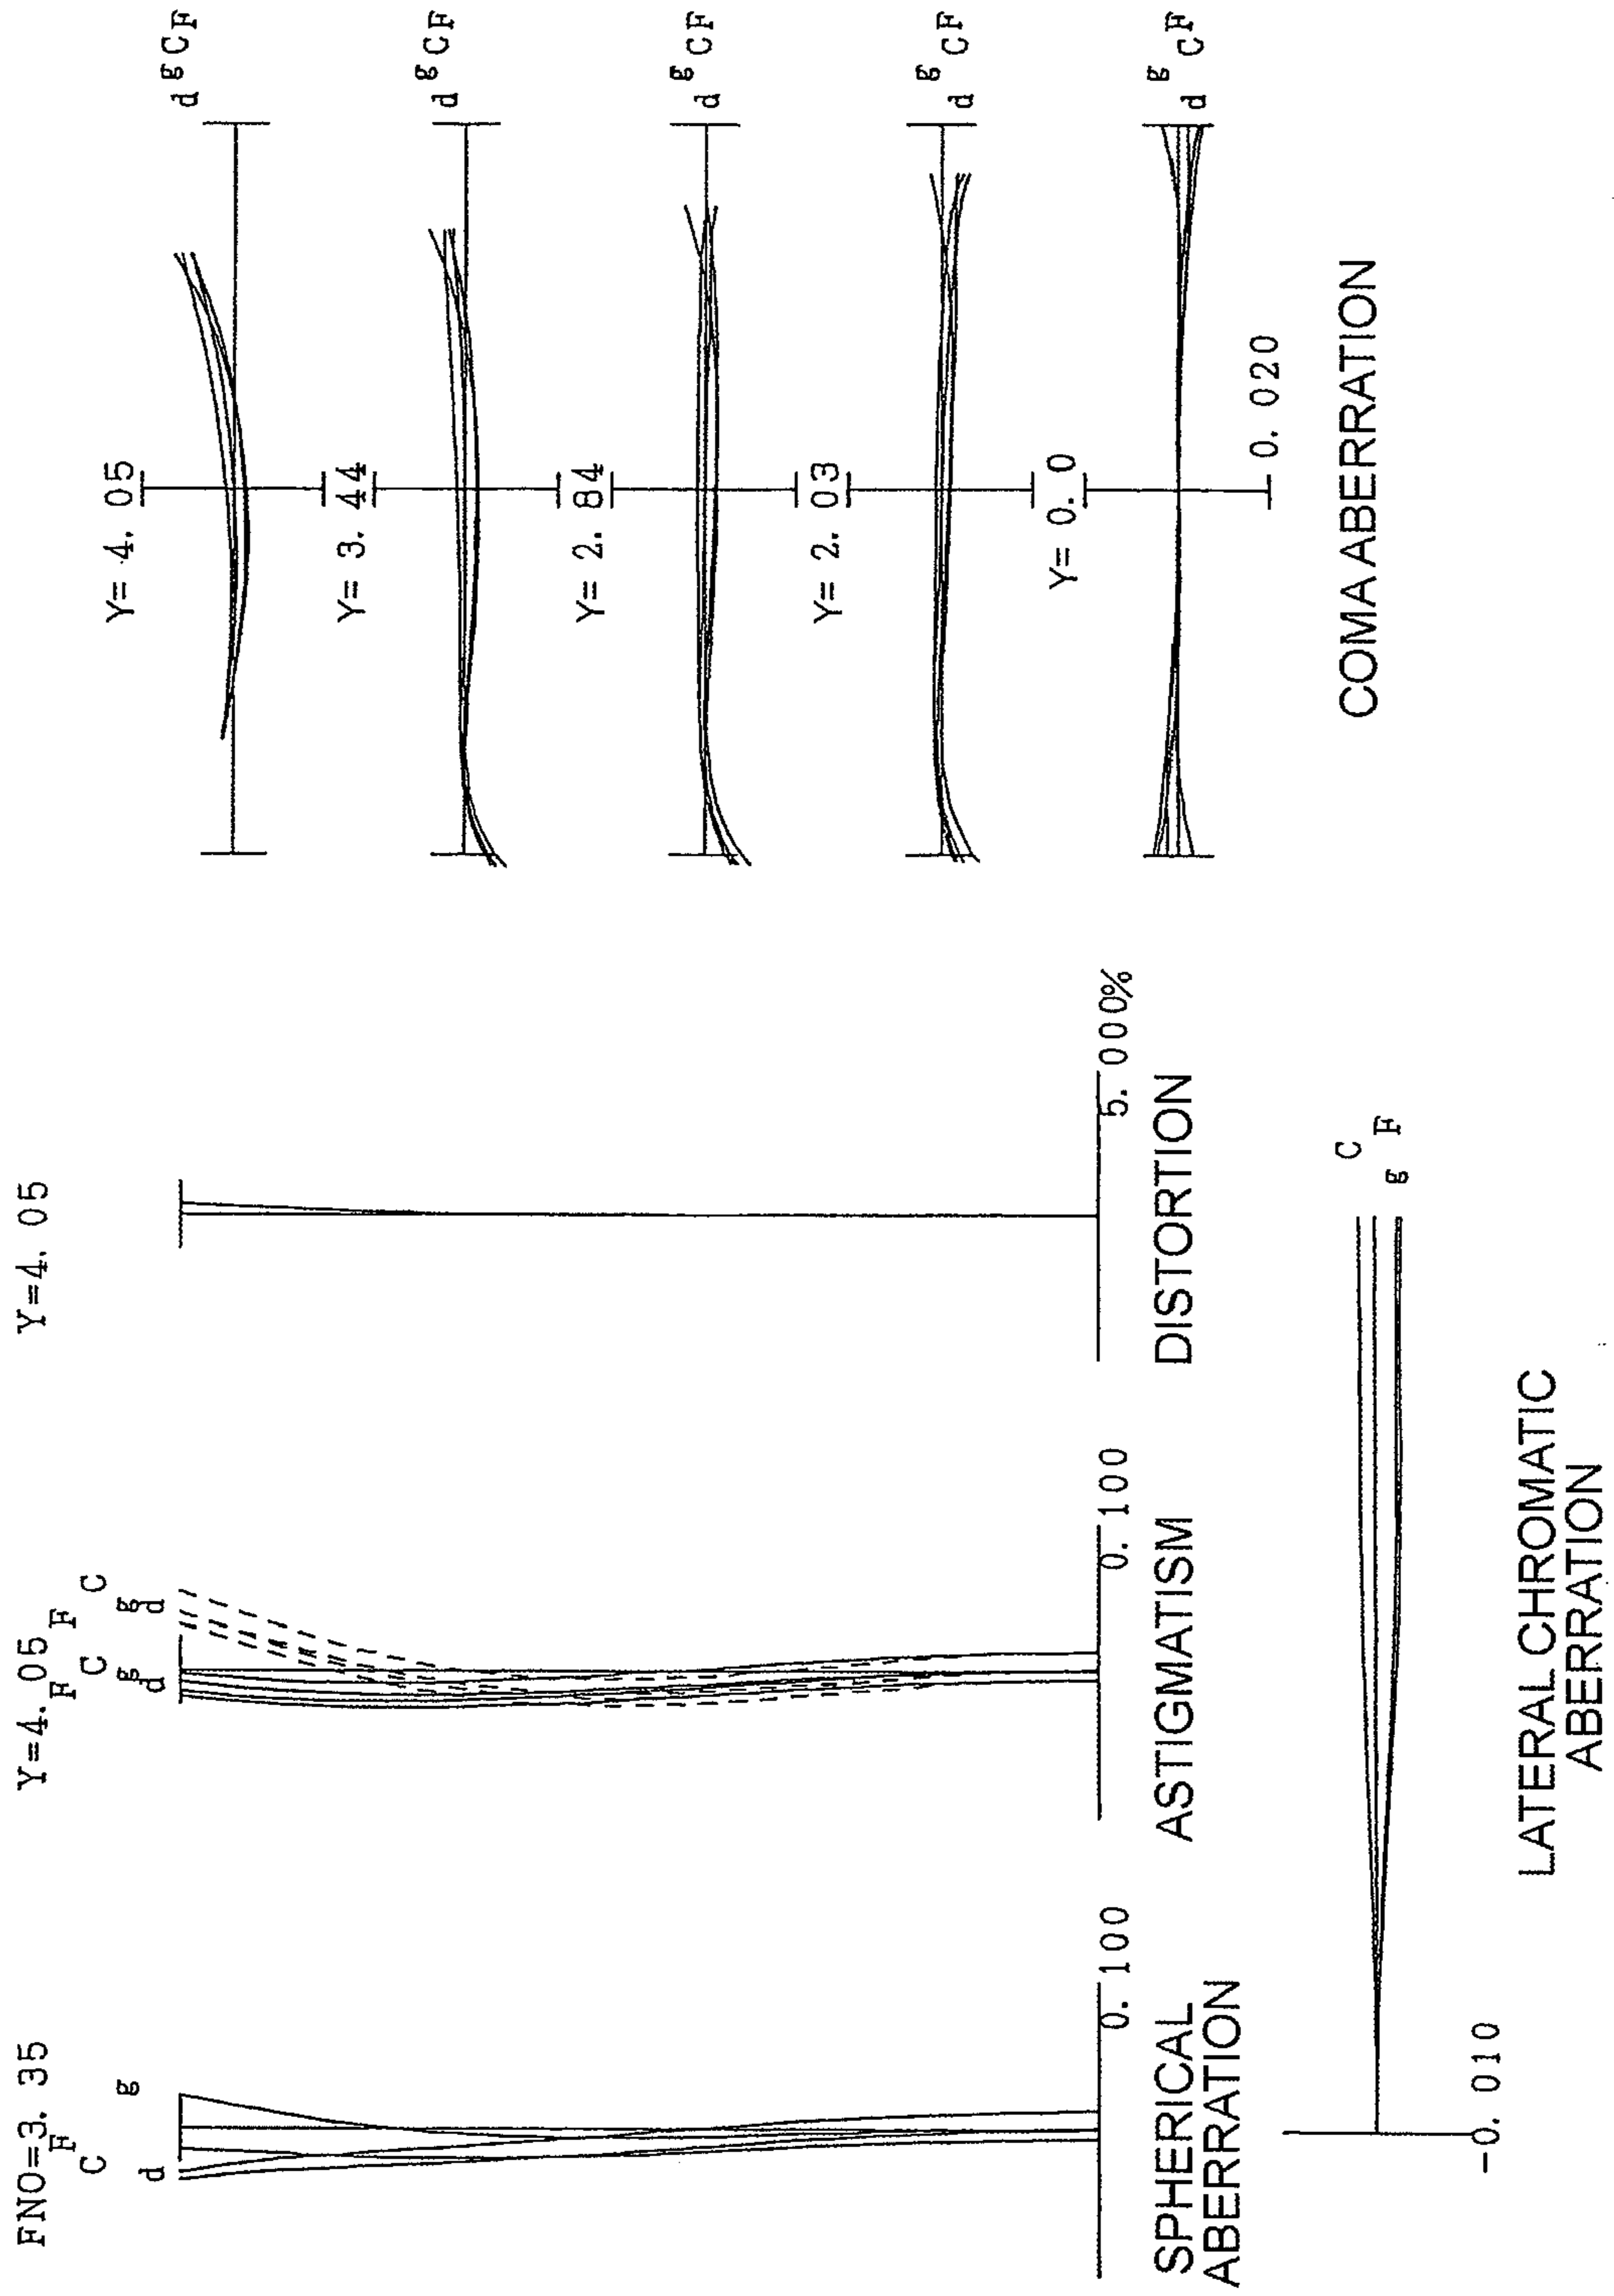 FNO=3. 35
F
C
g
d
0. 100
SPHERICAL
ABERRATION
Y=4. 05
F
F
C
C
g
g
d
d
0. 100
ASTIGMATISM
Y=4. 05
5. 000%
DISTORTION
Y= 4. 05
d g C F
Y= 3. 44
d g C F
Y= 2. 84
d g C F
Y= 2. 03
d g C F
Y= 0. 0
d g C F
0. 020
COMA ABERRATION
C
F
g
-0. 010
LATERAL CHROMATIC
ABERRATION